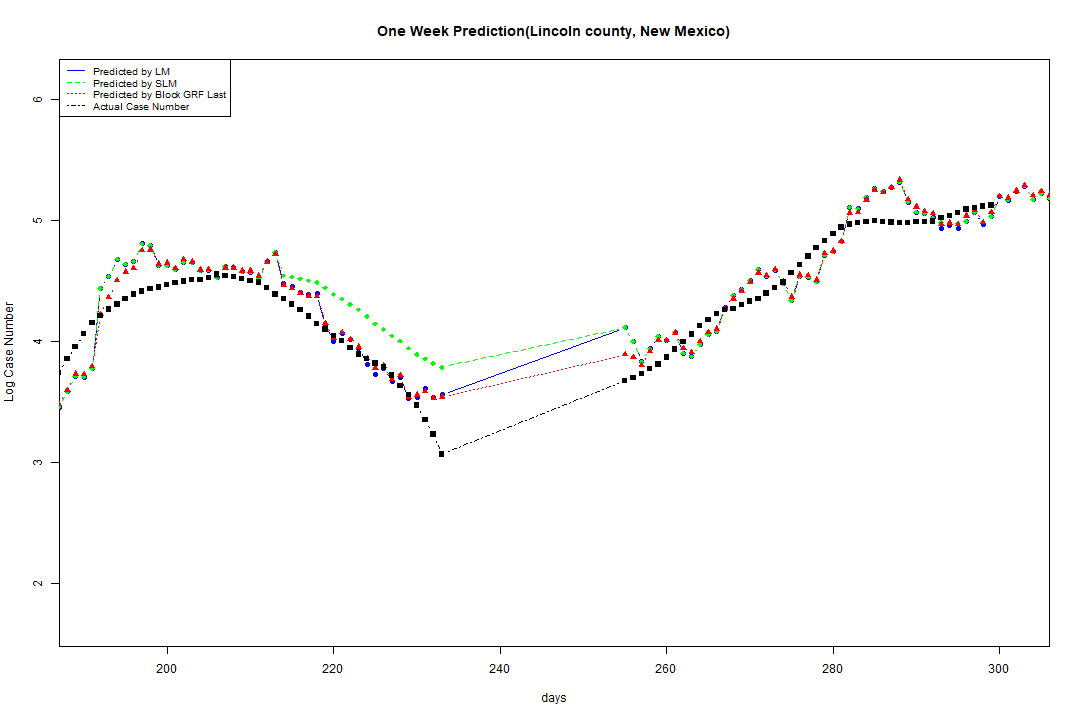 One Week Prediction(Lincoln county, New Mexico)
Predicted by LM
Predicted by SLM
Predicted by Block GRF Last
Actual Case Number
Log Case Number
6
5
4
3
2
200 220 240 260 280 300
days